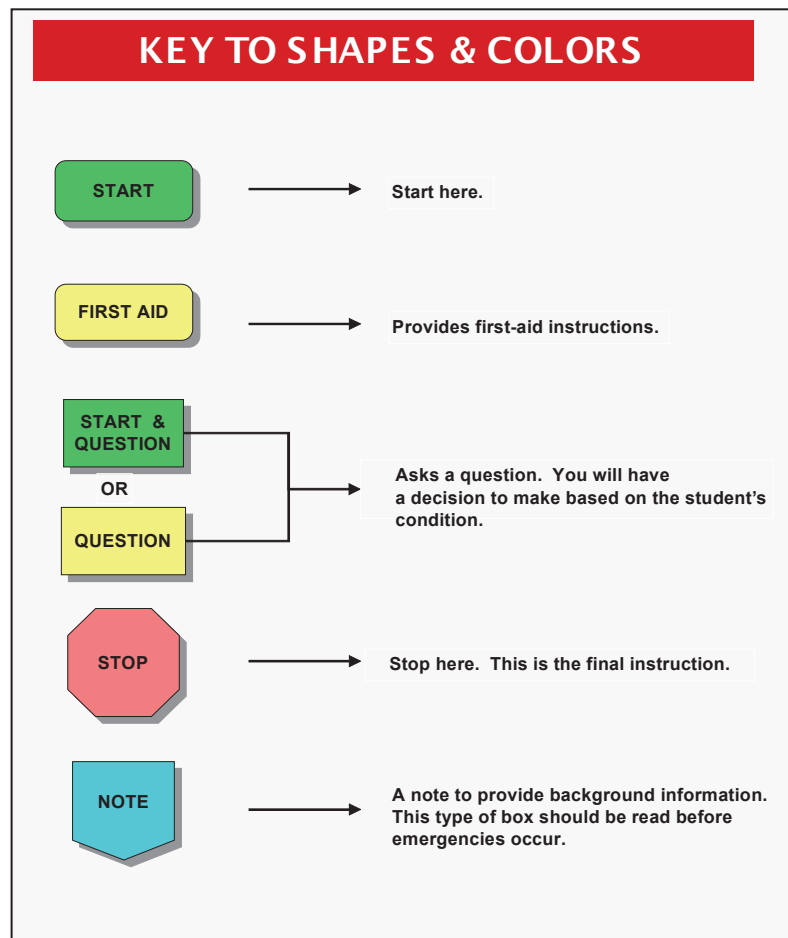 KEY TO SHAPES & COLORS
START
Start here.
FIRST AID
Provides first-aid instructions.
START &
QUESTION
OR
QUESTION
Asks a question. You will have
a decision to make based on the student's
condition.
STOP
Stop here. This is the final instruction.
NOTE
A note to provide background information.
This type of box should be read before
emergencies occur.